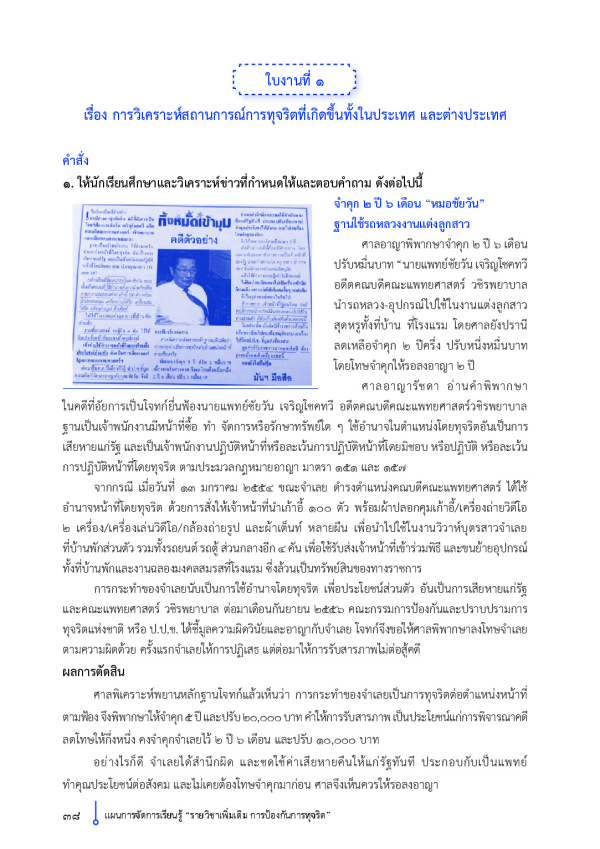 ใบงานที่ ๑
เรื่อง การวิเคราะห์สถานการณ์การทุจริตที่เกิดขึ้นทั้งในประเทศ และต่างประเทศ
คำสั่ง
๑. ให้นักเรียนศึกษาและวิเคราะห์ข่าวที่กำหนดให้และตอบคำถาม ดังต่อไปนี้
ทิ้งหมัดเข้ามุม
คดีตัวอย่าง
มันฯ มือสือ
จำคุก ๒ ปี ๖ เดือน “หมอชัยวัน”
ฐานใช้รถหลวงงานแต่งลูกสาว
ศาลอาญาพิพากษาจำคุก ๒ ปี ๖ เดือน
ปรับหมื่นบาท “นายแพทย์ชัยวัน เจริญโชคทวี
อดีตคณบดีคณะแพทยศาสตร์ วชิรพยาบาล
นำรถหลวง-อุปกรณ์ไปใช้ในงานแต่งลูกสาว
สุดหรูทั้งที่บ้าน ที่โรงแรม โดยศาลยังปรานี
ลดเหลือจำคุก ๒ ปีครึ่ง ปรับหนึ่งหมื่นบาท
โดยโทษจำคุกให้รอลงอาญา ๒ ปี
ศาลอาญารัชดา อ่านคำพิพากษา
ในคดีที่อัยการเป็นโจทก์ยื่นฟ้องนายแพทย์ชัยวัน เจริญโชคทวี อดีตคณบดีคณะแพทยศาสตร์วชิรพยาบาล
ฐานเป็นเจ้าพนักงานมีหน้าที่ซื้อ ทำ จัดการหรือรักษาทรัพย์ใด ๆ ใช้อำนาจในตำแหน่งโดยทุจริตอันเป็นการ
เสียหายแก่รัฐ และเป็นเจ้าพนักงานปฏิบัติหน้าที่หรือละเว้นการปฏิบัติหน้าที่โดยมิชอบ หรือปฏิบัติ หรือละเว้น
การปฏิบัติหน้าที่โดยทุจริต ตามประมวลกฎหมายอาญา มาตรา ๑๕๑ และ ๑๕๗
จากกรณี เมื่อวันที่ ๑๓ มกราคม ๒๕๕๔ ขณะจำเลย ดำรงตำแหน่งคณบดีคณะแพทยศาสตร์ ได้ใช้
อำนาจหน้าที่โดยทุจริต ด้วยการสั่งให้เจ้าหน้าที่นำเก้าอี้ ๑๐๐ ตัว พร้อมผ้าปลอกคุมเก้าอี้/เครื่องถ่ายวิดีโอ
๒ เครื่อง/เครื่องเล่นวิดีโอ/กล้องถ่ายรูป และผ้าเต็นท์ หลายผืน เพื่อนำไปใช้ในงานวิวาห์บุตรสาวจำเลย
ที่บ้านพักส่วนตัว รวมทั้งรถยนต์ รถตู้ ส่วนกลางอีก ๔ คัน เพื่อใช้รับส่งเจ้าหน้าที่เข้าร่วมพิธี และขนย้ายอุปกรณ์
ทั้งที่บ้านพักและงานฉลองมงคลสมรสที่โรงแรม ซึ่งล้วนเป็นทรัพย์สินของทางราชการ
การกระทำของจำเลยนับเป็นการใช้อำนาจโดยทุจริต เพื่อประโยชน์ส่วนตัว อันเป็นการเสียหายแก่รัฐ
และคณะแพทยศาสตร์ วชิรพยาบาล ต่อมาเดือนกันยายน ๒๕๕๖ คณะกรรมการป้องกันและปราบปรามการ
ทุจริตแห่งชาติ หรือ ป.ป.ช. ได้ชี้มูลความผิดวินัยและอาญากับจำเลย โจทก์จึงขอให้ศาลพิพากษาลงโทษจำเลย
ตามความผิดด้วย ครั้งแรกจำเลยให้การปฏิเสธ แต่ต่อมาให้การรับสารภาพไม่ต่อสู้คดี
ผลการตัดสิน
ศาลพิเคราะห์พยานหลักฐานโจทก์แล้วเห็นว่า การกระทำของจำเลยเป็นการทุจริตต่อตำแหน่งหน้าที่
ตามฟ้อง จึงพิพากษาให้จำคุก ๕ ปี และปรับ ๒๐,๐๐๐ บาท คำให้การรับสารภาพ เป็นประโยชน์แก่การพิจารณาคดี
ลดโทษให้กึ่งหนึ่ง คงจำคุกจำเลยไว้ ๒ ปี ๖ เดือน และปรับ ๑๐,๐๐๐ บาท
อย่างไรก็ดี จำเลยได้สำนึกผิด และชดใช้ค่าเสียหายคืนให้แก่รัฐทันที ประกอบกับเป็นแพทย์
ทำคุณประโยชน์ต่อสังคม และไม่เคยต้องโทษจำคุกมาก่อน ศาลจึงเห็นควรให้รอลงอาญา
๓๘
แผนการจัดการเรียนรู้ “รายวิชาเพิ่มเติม การป้องกันการทุจริต”